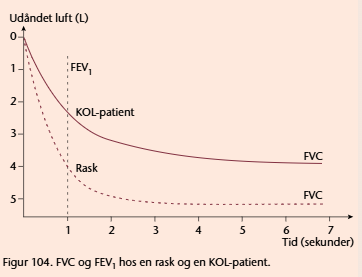 Udåndet luft (L)
0
FEV1
1
KOL-patient
2
3
FVC
4
Rask
FVC
5
1 2 3 4 5 6 7
Tid (sekunder)
Figur 104. FVC og FEV1 hos en rask og en KOL-patient.